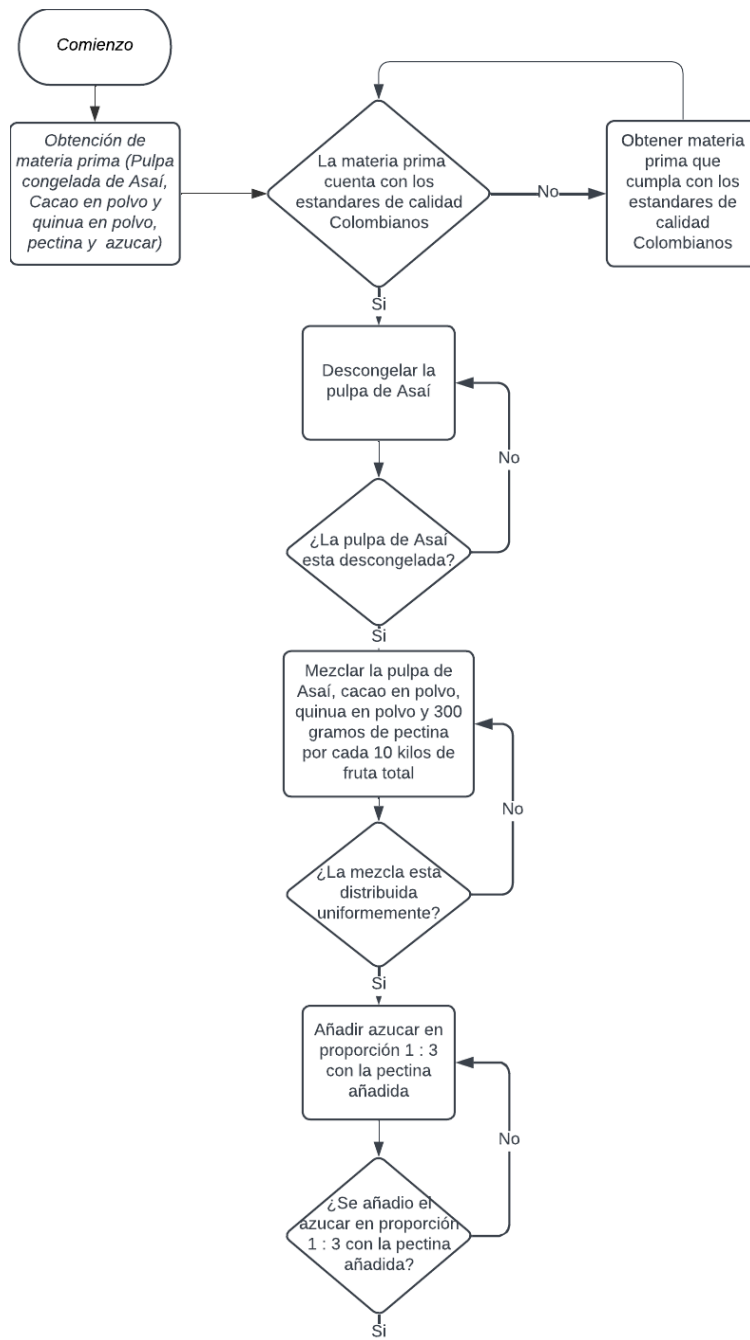 Comienzo
Obtención de
materia prima (Pulpa
congelada de Asaí,
Cacao en polvo y
quinua en polvo,
pectina y azucar)
La materia prima
cuenta con los
estandares de calidad
Colombianos
No
Obtener materia
prima que
cumpla con los
estandares de
calidad
Colombianos
Si
Descongelar la
pulpa de Asaí
No
¿La pulpa de Asaí
esta descongelada?
Si
Mezclar la pulpa de
Asaí, cacao en polvo,
quinua en polvo y 300
gramos de pectina
por cada 10 kilos de
fruta total
No
¿La mezcla esta
distribuida
uniformemente?
Si
Añadir azucar en
proporción 1 : 3
con la pectina
añadida
No
¿Se añadio el
azucar en proporción
1 : 3 con la pectina
añadida?
Si